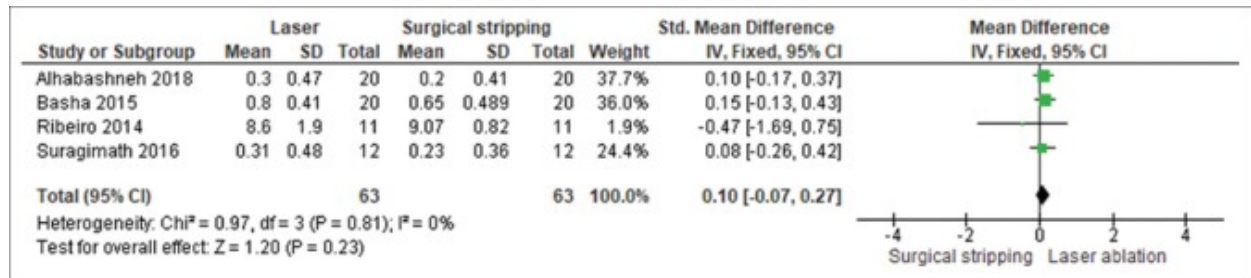 Laser Surgical stripping Std. Mean Difference Mean Difference
Study or Subgroup Mean SD Total Mean SD Total Weight IV, Fixed, 95% CI IV, Fixed, 95% CI
Alhabashneh 2018 0.3 0.47 20 0.2 0.41 20 37.7% 0.10 [-0.17, 0.37]
Basha 2015 0.8 0.41 20 0.65 0.489 20 36.0% 0.15 [-0.13, 0.43]
Ribeiro 2014 8.6 1.9 11 9.07 0.82 11 1.9% -0.47 [-1.69, 0.75]
Suragimath 2016 0.31 0.48 12 0.23 0.36 12 24.4% 0.08 [-0.26, 0.42]
Total (95% CI) 63 63 100.0% 0.10 [-0.07, 0.27]
Heterogeneity: Chi² = 0.97, df = 3 (P = 0.81); I² = 0%
Test for overall effect: Z = 1.20 (P = 0.23)
-4 -2 0 2 4
Surgical stripping Laser ablation